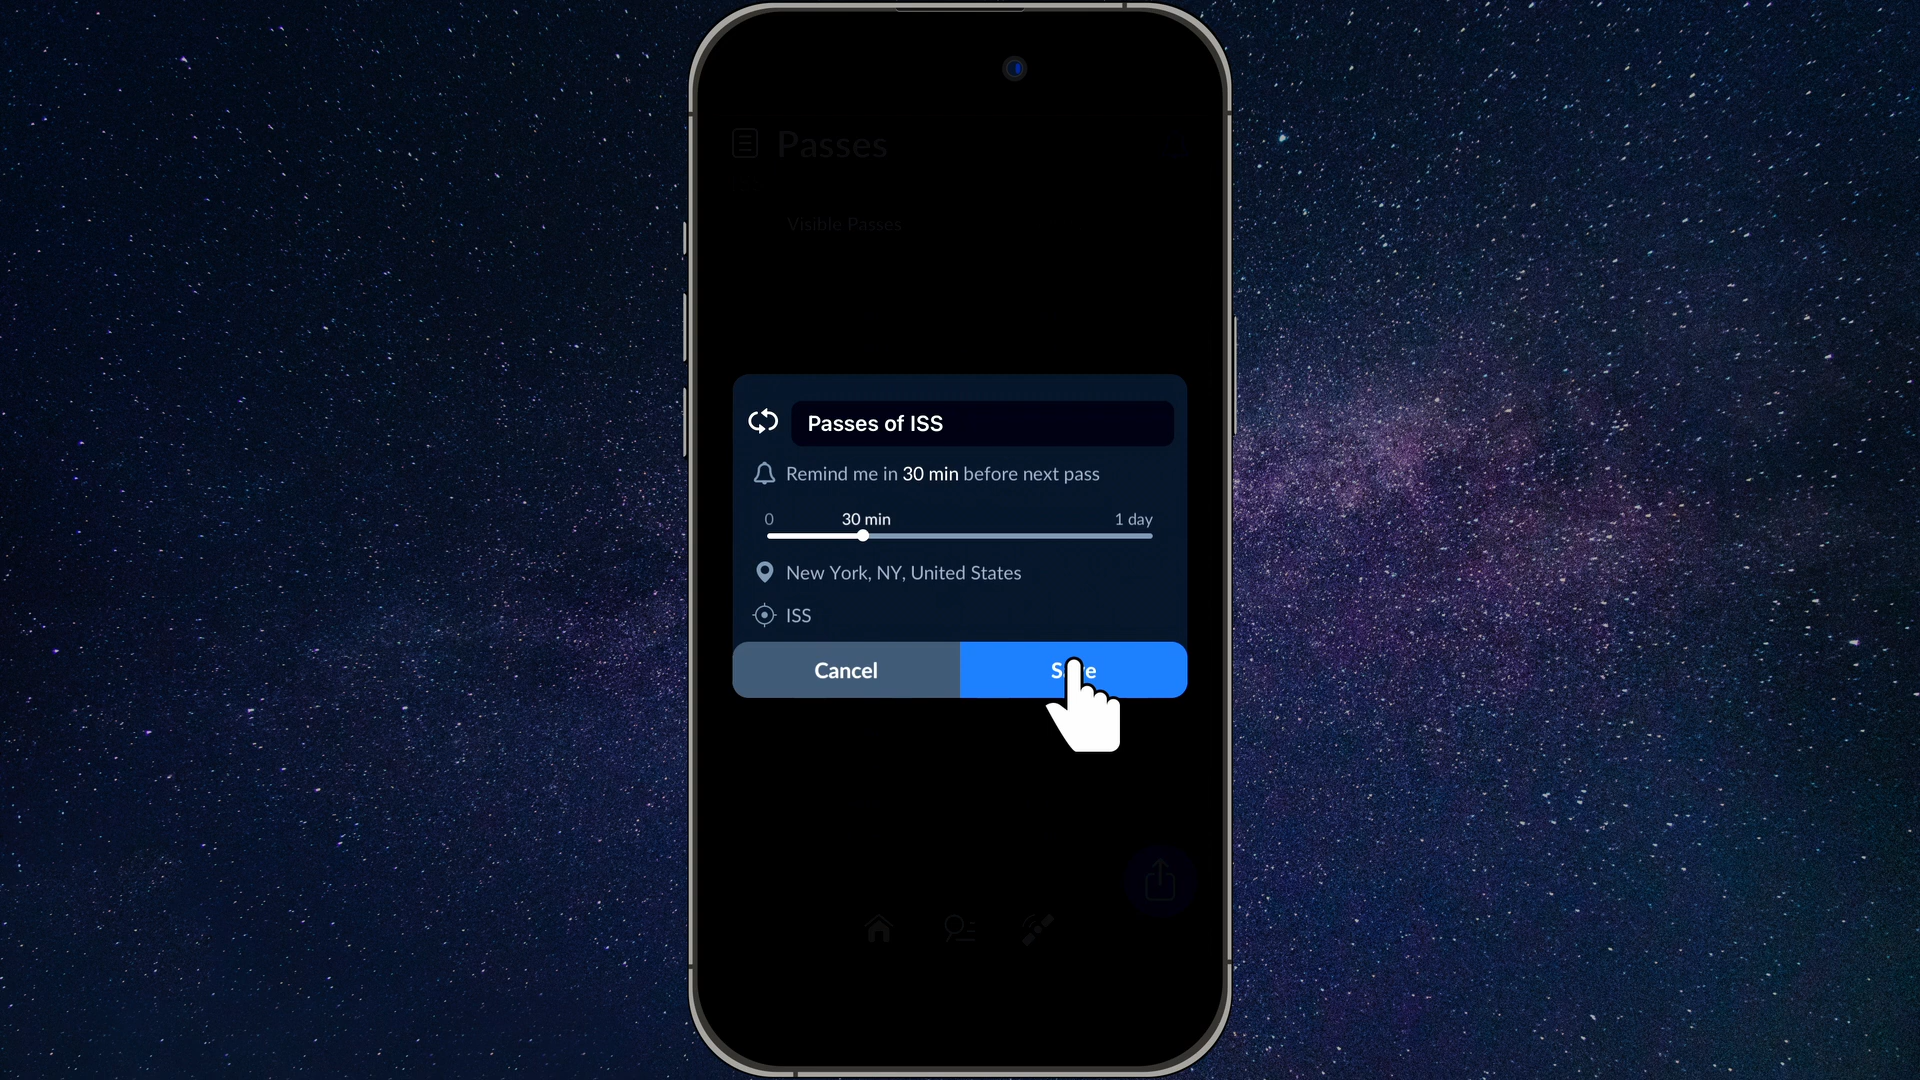 Passes
Visible Passes
Passes of ISS
Remind me in 30 min before next pass
0 30 min 1 day
New York, NY, United States
ISS
Cancel Save